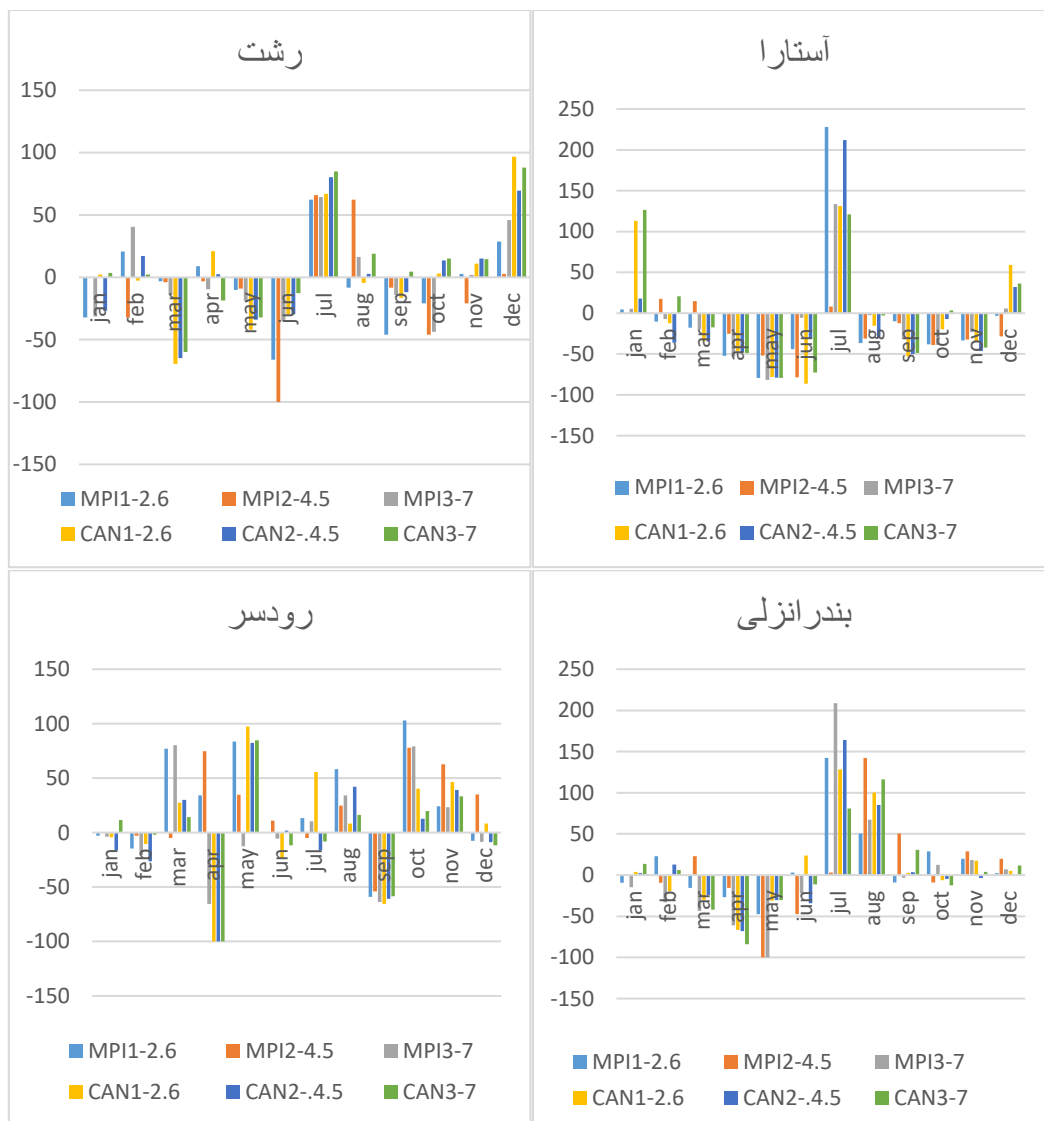 رشت
150
100
50
0
-50
-100
-150
jan
feb
mar
apr
may
jun
jul
aug
sep
oct
nov
dec
MPI1-2.6 MPI2-4.5 MPI3-7
CAN1-2.6 CAN2-.4.5 CAN3-7
آستارا
250
200
150
100
50
0
-50
-100
-150
jan
feb
mar
apr
may
jun
jul
aug
sep
oct
nov
dec
MPI1-2.6 MPI2-4.5 MPI3-7
CAN1-2.6 CAN2-.4.5 CAN3-7
رودسر
150
100
50
0
-50
-100
-150
jan
feb
mar
apr
may
jun
jul
aug
sep
oct
nov
dec
MPI1-2.6 MPI2-4.5 MPI3-7
CAN1-2.6 CAN2-.4.5 CAN3-7
بندرانزلی
250
200
150
100
50
0
-50
-100
-150
jan
feb
mar
apr
may
jun
jul
aug
sep
oct
nov
dec
MPI1-2.6 MPI2-4.5 MPI3-7
CAN1-2.6 CAN2-.4.5 CAN3-7